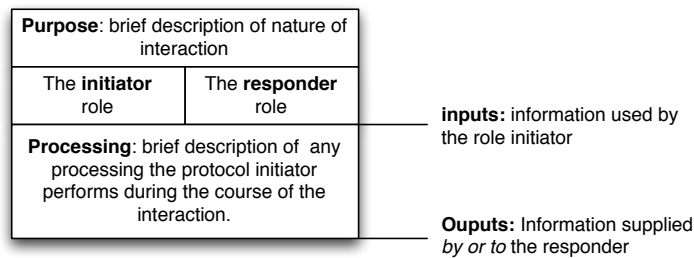 Purpose: brief description of nature of
interaction
The initiator
role
The responder
role
inputs: information used by
the role initiator
Processing: brief description of any
processing the protocol initiator
performs during the course of the
interaction.
Ouputs: Information supplied
by or to the responder